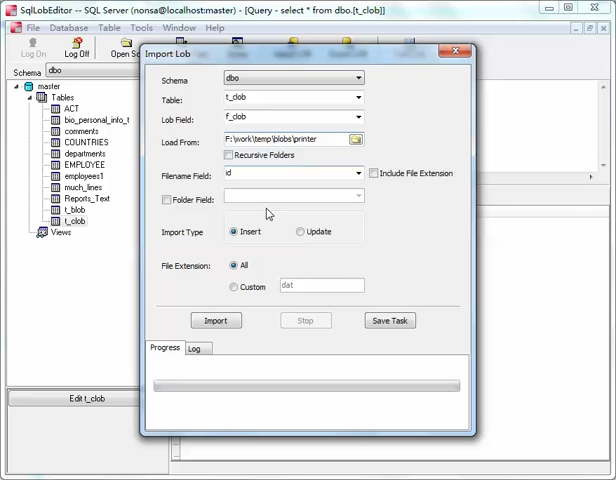 SqlLobEditor -- SQL Server - (nonsa@localhost:master) - [Query - select * from dbo.[t_clob]
File Database Table Tools Window Help
Log On Log Off Open Sc
Schema dbo
master
Tables
ACT
bio_personal_info_t
comments
COUNTRIES
departments
EMPLOYEE
employees1
much_lines
Reports_Text
t_blob
t_clob
Views
Edit t_clob
Import Lob
Schema dbo
Table: t_clob
Lob Field: f_clob
Load From: F:\work\temp\blobs\printer
Recursive Folders
Filename Field: id Include File Extension
Folder Field:
Import Type Insert Update
File Extension: All
Custom dat
Import Stop Save Task
Progress Log